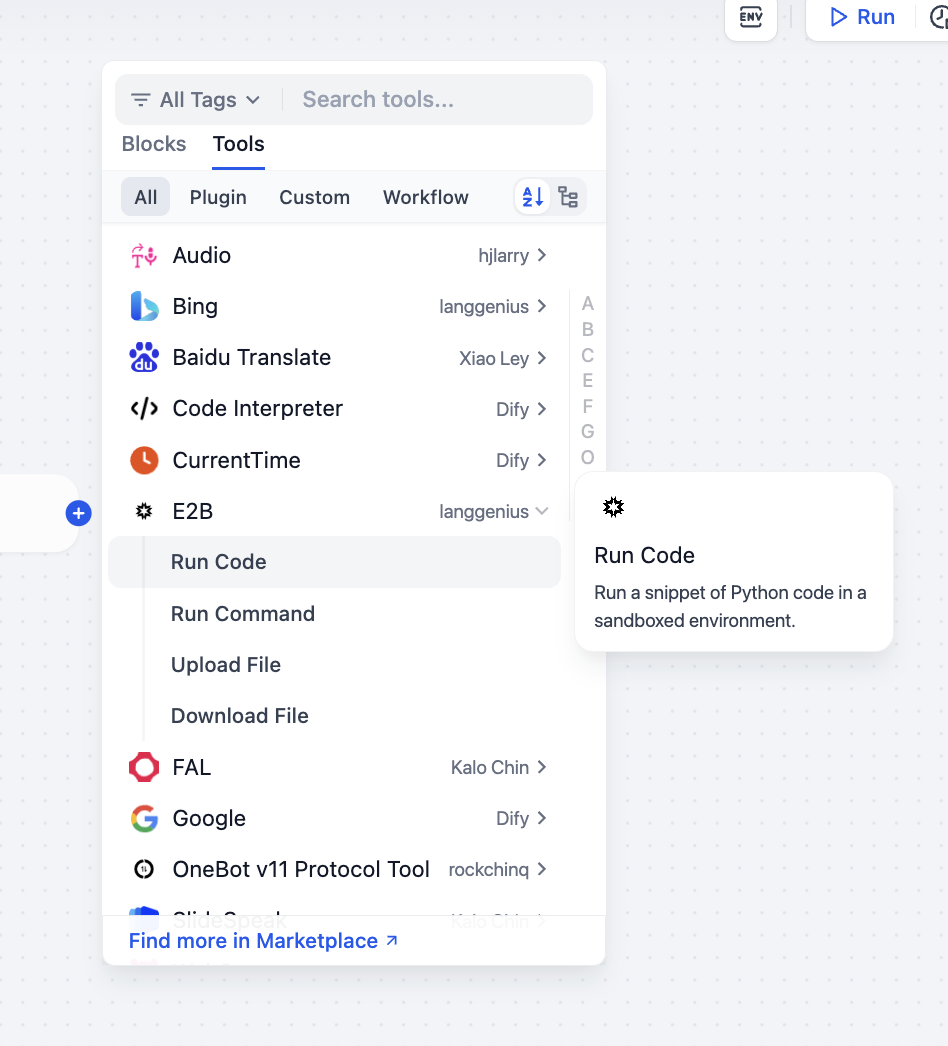 ENV
Run
All Tags
Search tools...
Blocks
Tools
All
Plugin
Custom
Workflow
A
Z
Audio
hjlarry
Bing
langgenius
du
Baidu Translate
Xiao Ley
Code Interpreter
Dify
CurrentTime
Dify
E2B
langgenius
Run Code
Run Command
Upload File
Download File
FAL
Kalo Chin
Google
Dify
OneBot v11 Protocol Tool
rockchinq
SlideSpeak
Kalo Chin
Find more in Marketplace
A
B
C
E
F
G
O
Run Code
Run a snippet of Python code in a
sandboxed environment.